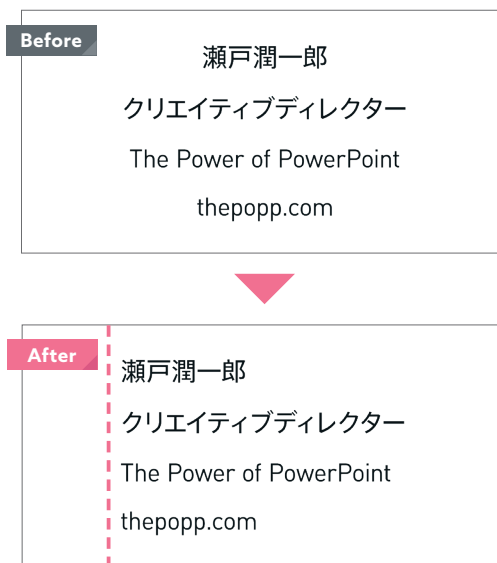 Before
瀬戸潤一郎
クリエイティブディレクター
The Power of PowerPoint
thepopp.com
After
瀬戸潤一郎
クリエイティブディレクター
The Power of PowerPoint
thepopp.com